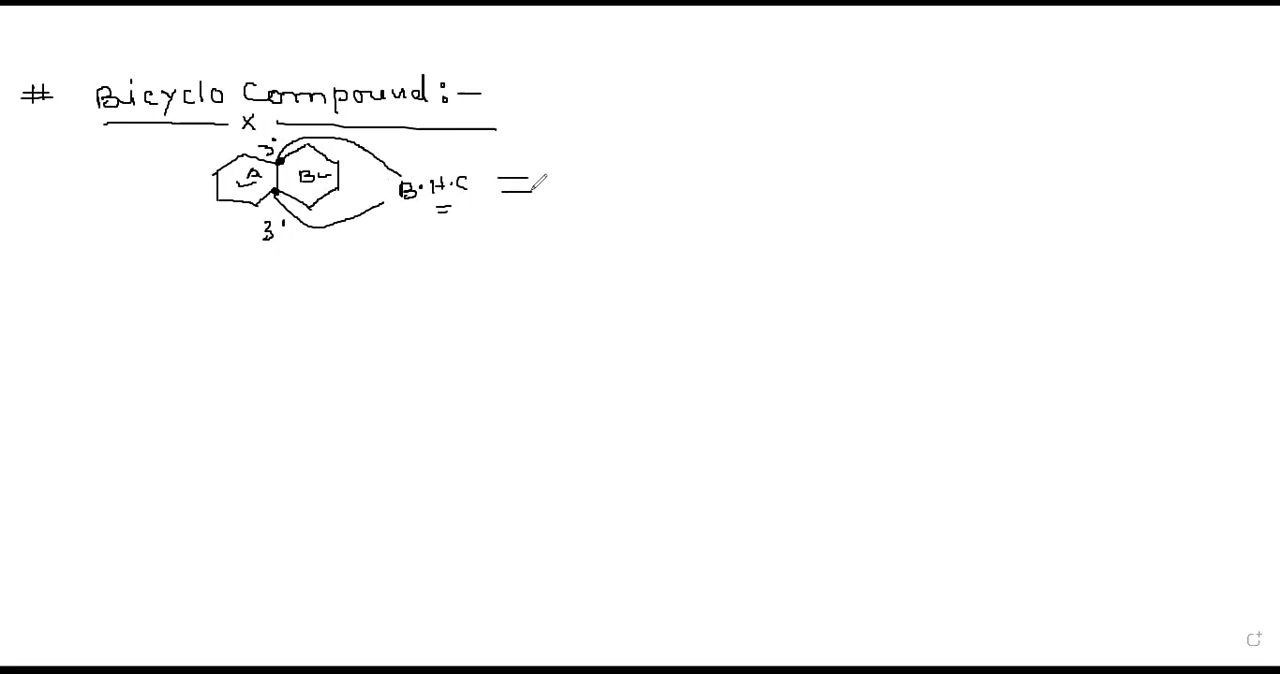 # Bicyclo Compound :-
x
3°
A B
B.H.C =
3°